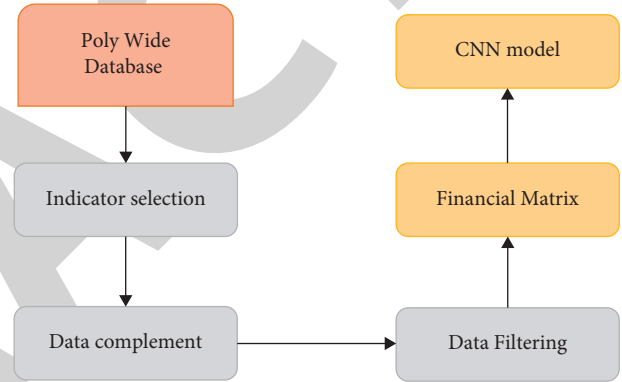 Poly Wide
Database
Indicator selection
Data complement
Data Filtering
Financial Matrix
CNN model